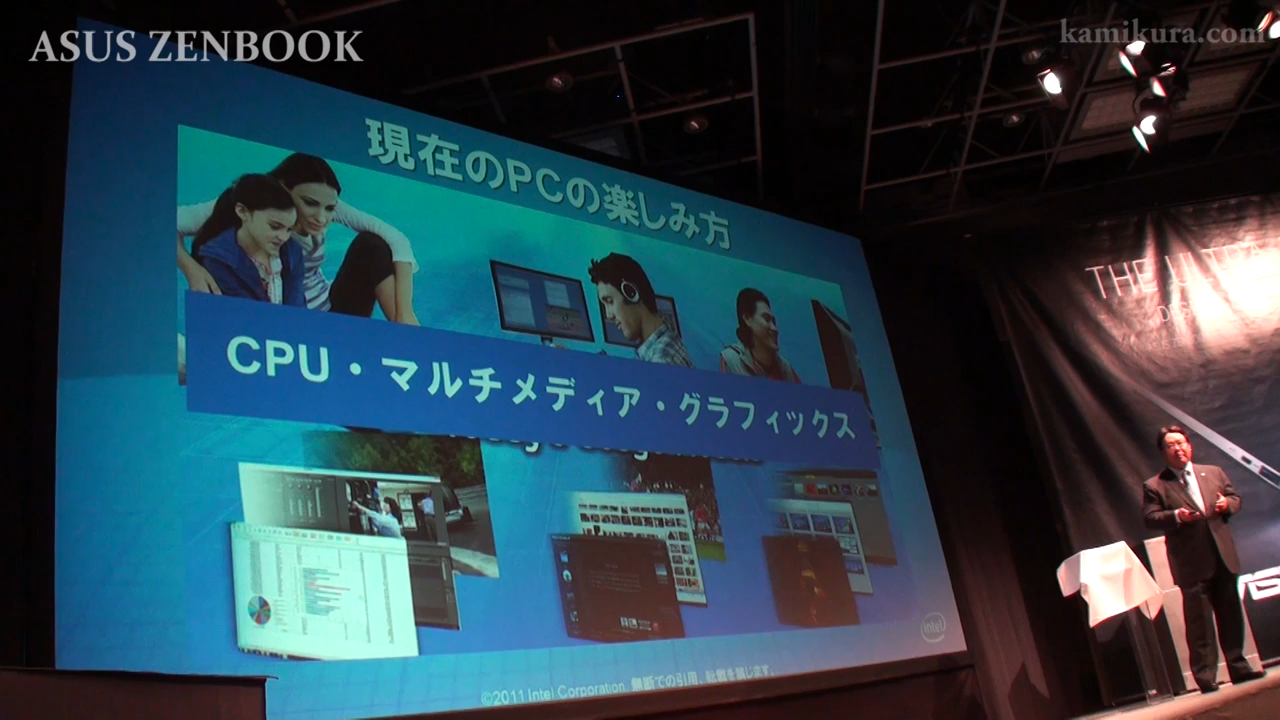 ASUS ZENBOOK
kamikura.com
現在のPCの楽しみ方
THE ULTRA
CPU・マルチメディア・グラフィックス
intel
©2011 Intel Corporation. 無断での引用、転載を禁じます。